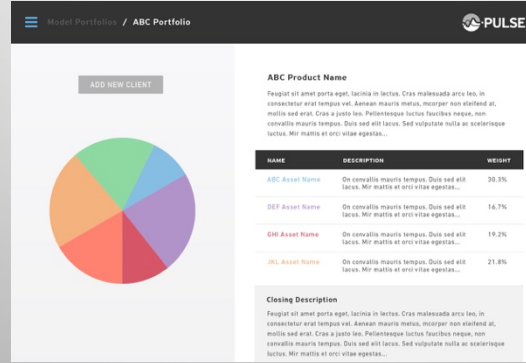 Model Portfolios / ABC Portfolio
PULSE
ADD NEW CLIENT
ABC Product Name
Feugiat sit amet porta eget, lacinia in lectus. Cras malesuada arcu leo, in
consectetur erat tempus vel. Aenean mauris metus, mcorper non eleifend at,
mollis sed erat. Cras a justo leo. Pellentesque luctus faucibus neque, non
convallis mauris tempus. Duis sed elit lacus. Sed vulputate nulla ac scelerisque
luctus. Mir mattis et orci vitae egestas...
NAME DESCRIPTION WEIGHT
ABC Asset Name On convallis mauris tempus. Duis sed elit 30.3%
lacus. Mir mattis et orci vitae egestas...
DEF Asset Name On convallis mauris tempus. Duis sed elit 16.7%
lacus. Mir mattis et orci vitae egestas...
GHI Asset Name On convallis mauris tempus. Duis sed elit 19.2%
lacus. Mir mattis et orci vitae egestas...
JKL Asset Name On convallis mauris tempus. Duis sed elit 21.8%
lacus. Mir mattis et orci vitae egestas...
Closing Description
Feugiat sit amet porta eget, lacinia in lectus. Cras malesuada arcu leo, in
consectetur erat tempus vel. Aenean mauris metus, mcorper non eleifend at,
mollis sed erat. Cras a justo leo. Pellentesque luctus faucibus neque, non
convallis mauris tempus. Duis sed elit lacus. Sed vulputate nulla ac scelerisque
luctus. Mir mattis et orci vitae egestas...